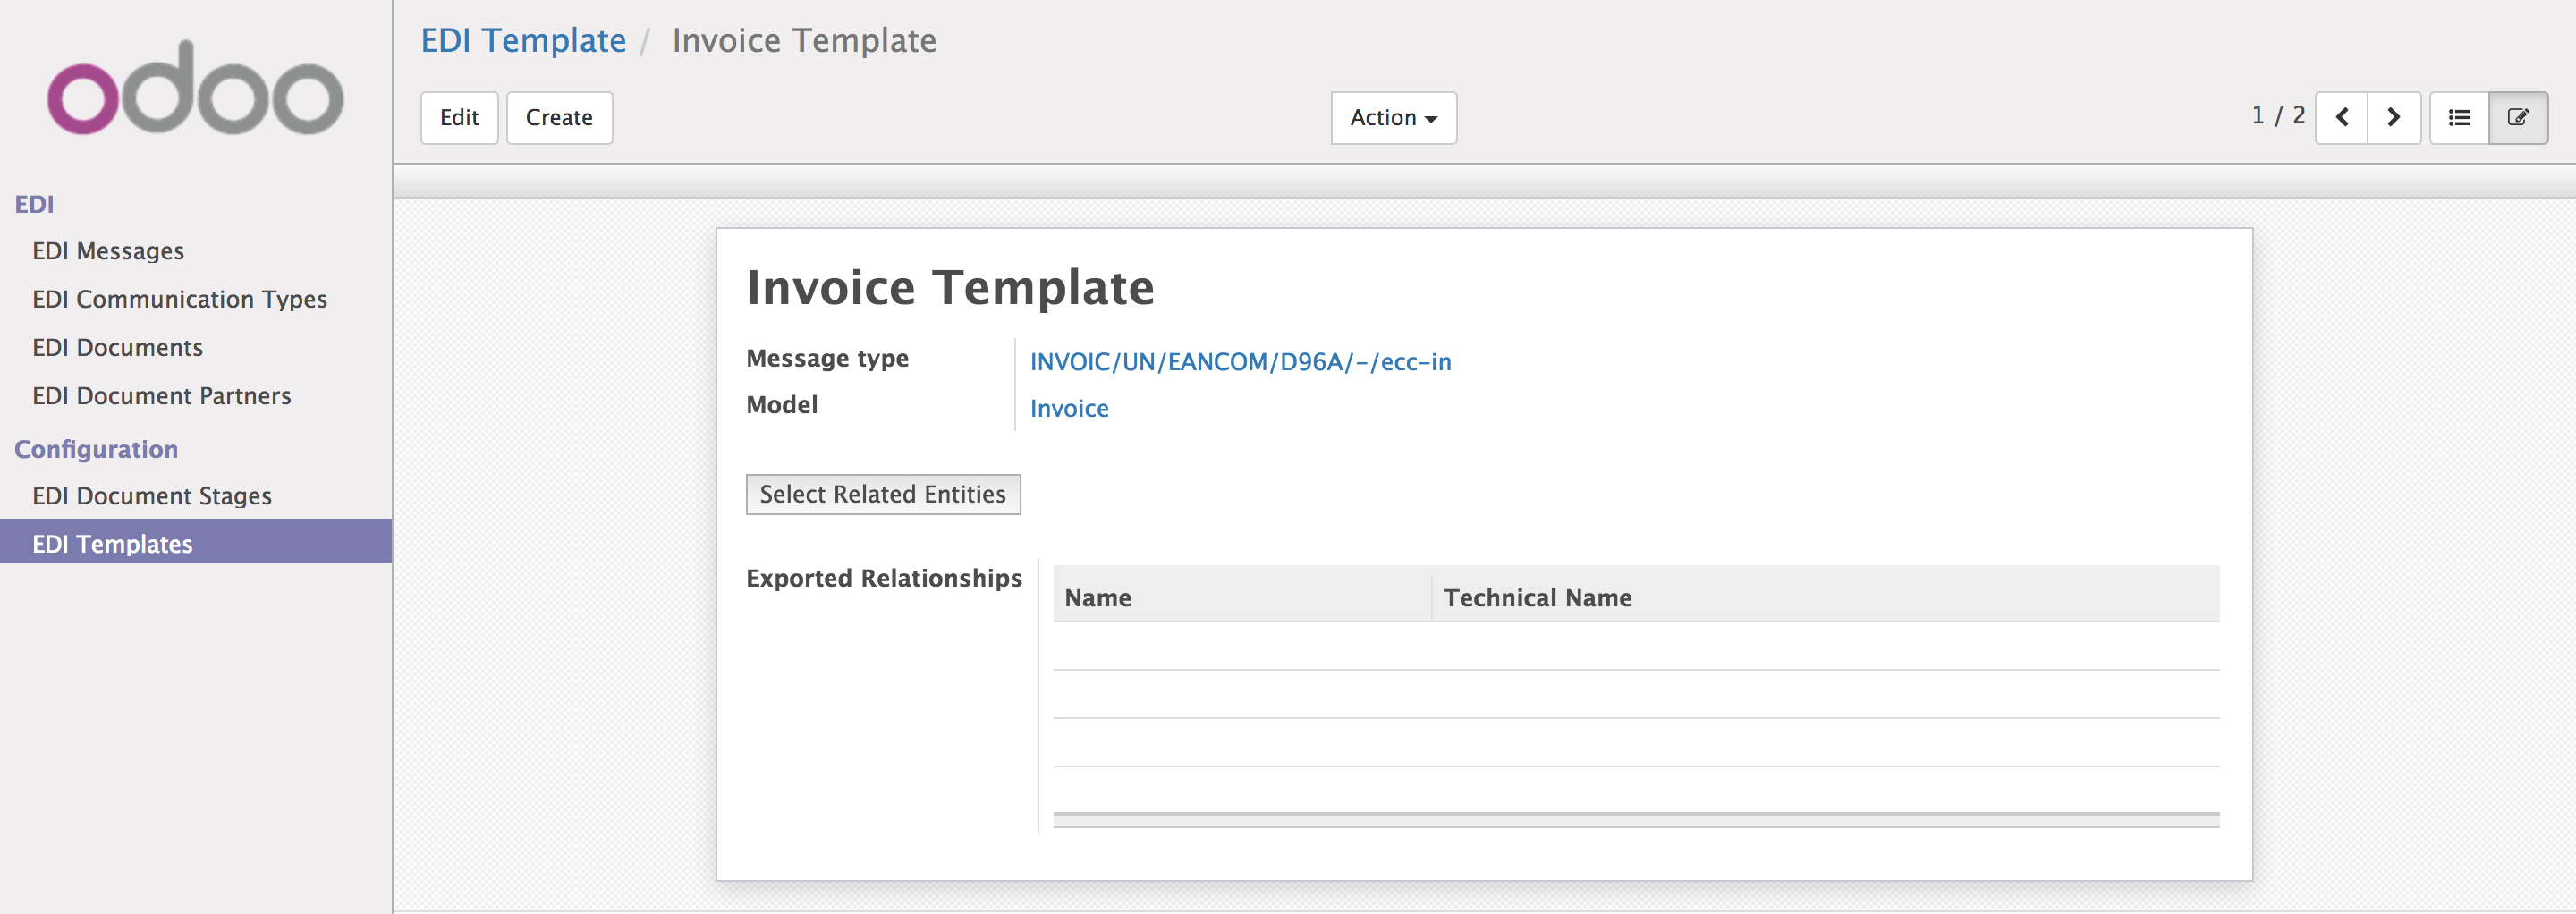 odoo
EDI
EDI Messages
EDI Communication Types
EDI Documents
EDI Document Partners
Configuration
EDI Document Stages
EDI Templates
EDI Template / Invoice Template
Edit Create Action 1 / 2
Invoice Template
Message type INVOIC/UN/EANCOM/D96A/-/ecc-in
Model Invoice
Select Related Entities
Exported Relationships
Name Technical Name